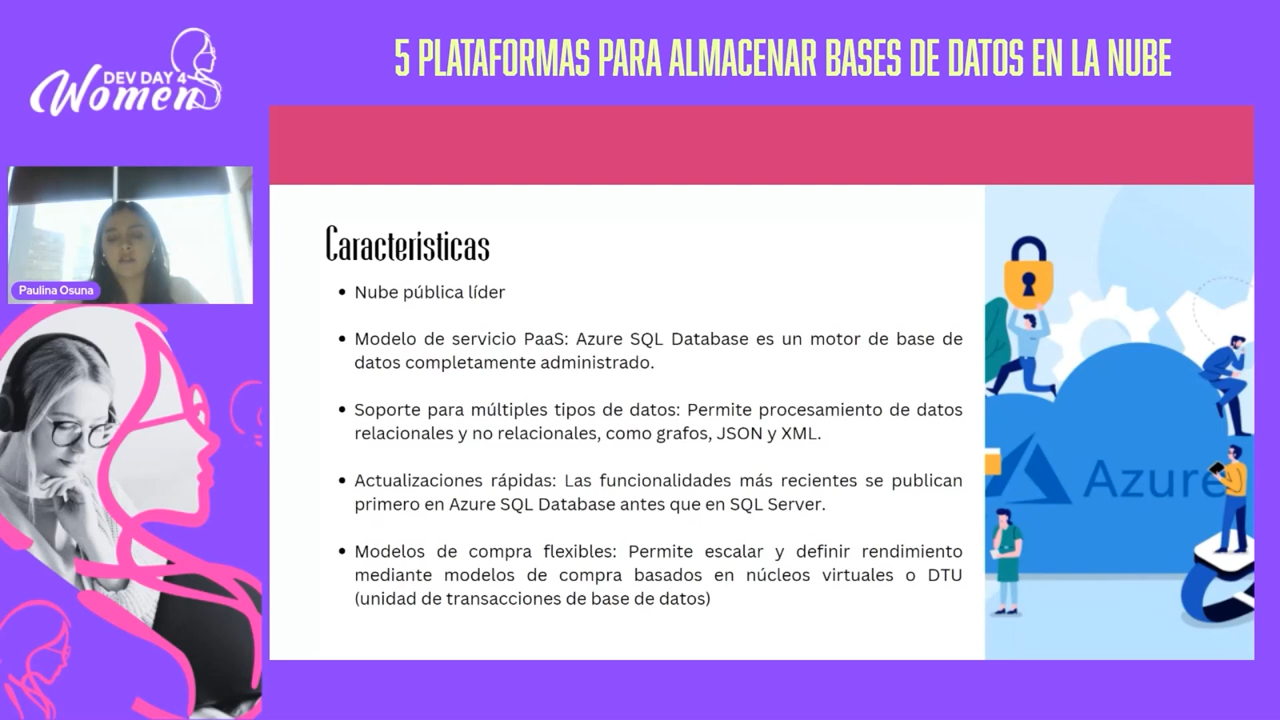 DEV DAY 4
Women
5 PLATAFORMAS PARA ALMACENAR BASES DE DATOS EN LA NUBE
Paulina Osuna
Características
• Nube pública líder
• Modelo de servicio PaaS: Azure SQL Database es un motor de base de
datos completamente administrado.
• Soporte para múltiples tipos de datos: Permite procesamiento de datos
relacionales y no relacionales, como grafos, JSON y XML.
• Actualizaciones rápidas: Las funcionalidades más recientes se publican
primero en Azure SQL Database antes que en SQL Server.
• Modelos de compra flexibles: Permite escalar y definir rendimiento
mediante modelos de compra basados en núcleos virtuales o DTU
(unidad de transacciones de base de datos)
Azure